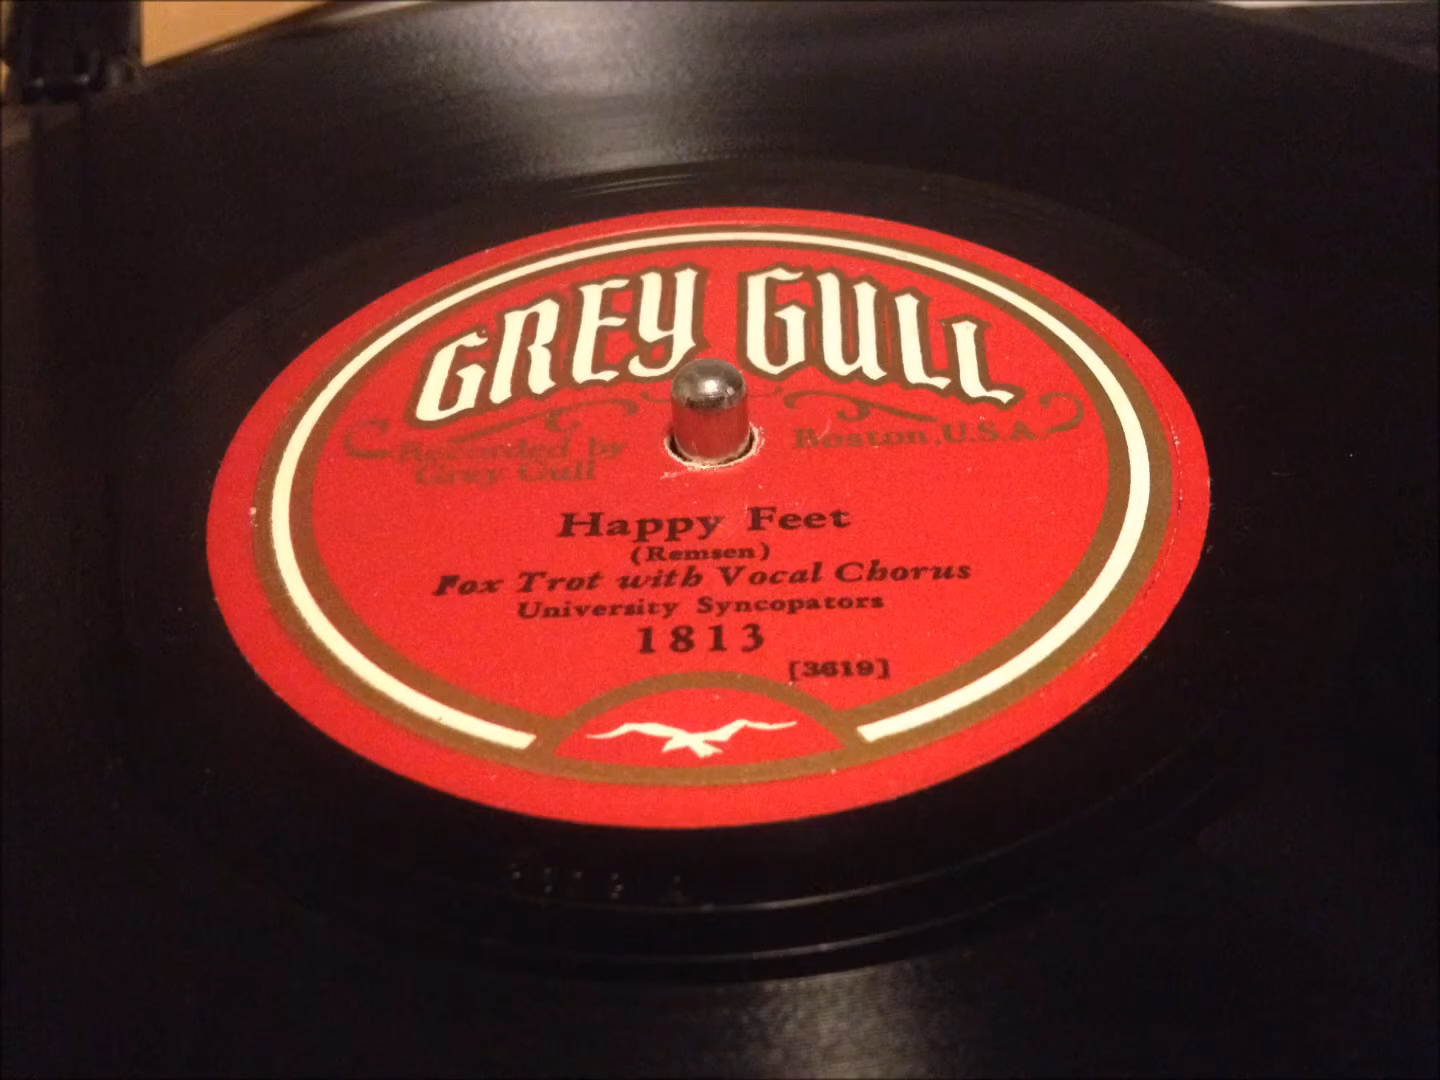 GREY GULL
Recorded by
Grey Gull
Boston, U.S.A.
Happy Feet
(Remsen)
Fox Trot with Vocal Chorus
University Syncopators
1813
[3619]